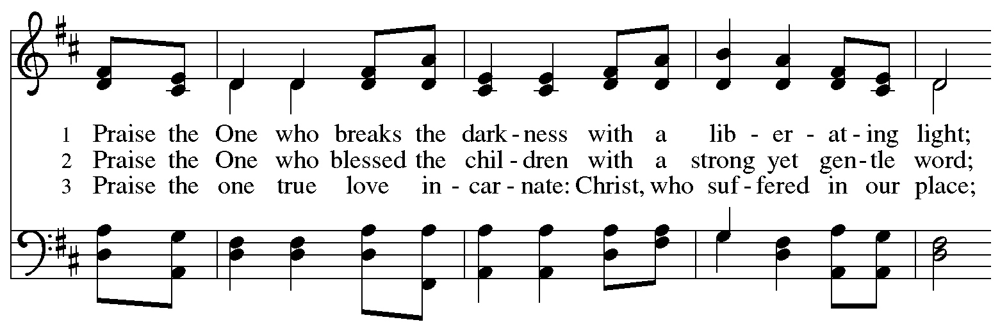 1 Praise the One who breaks the dark - ness with a lib - er - at - ing light;
2 Praise the One who blessed the chil - dren with a strong yet gen - tle word;
3 Praise the one true love in - car - nate: Christ, who suf - fered in our place;